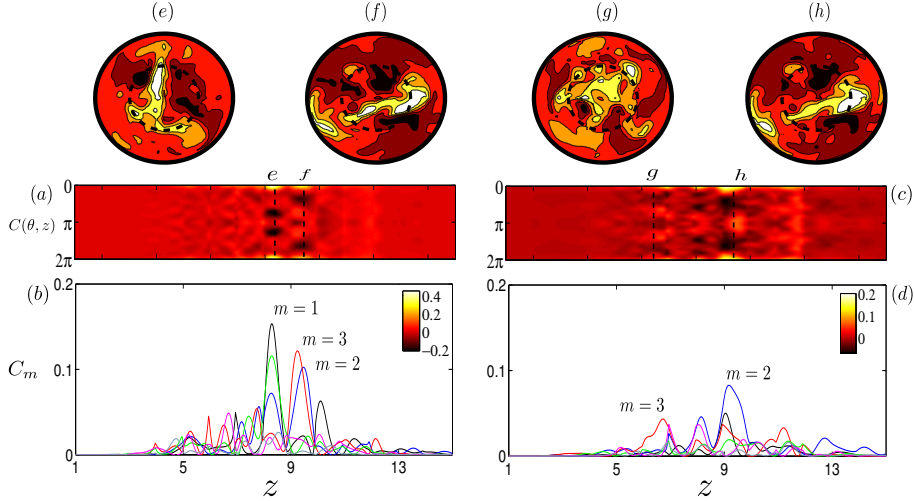 (e) (f) (g) (h)
(a) 0 e f g h (c)
C(θ, z) π π
2π 2π
(b) 0.2 0.2 (d)
m = 1 0.4 0.2
m = 3 0.2 0.1
0.1 m = 2 0 0.1 m = 2 0
C_m −0.2 m = 3
0 0
1 5 9 13 1 5 9 13
z z